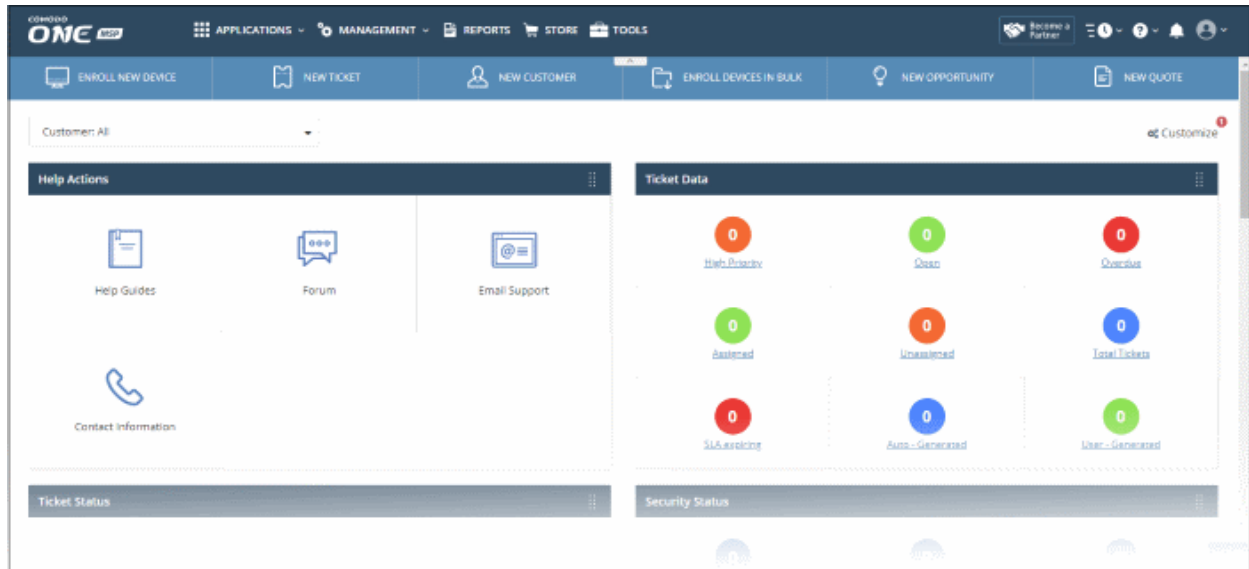 COMODO
ONE MSP
APPLICATIONS MANAGEMENT REPORTS STORE TOOLS
Become a
Partner
ENROLL NEW DEVICE NEW TICKET NEW CUSTOMER ENROLL DEVICES IN BULK NEW OPPORTUNITY NEW QUOTE
Customer: All
1
Customize
Help Actions
Help Guides Forum Email Support
Contact Information
Ticket Data
0 0 0
High Priority Open Overdue
0 0 0
Assigned Unassigned Total Tickets
0 0 0
SLA expiring Auto - Generated User - Generated
Ticket Status Security Status